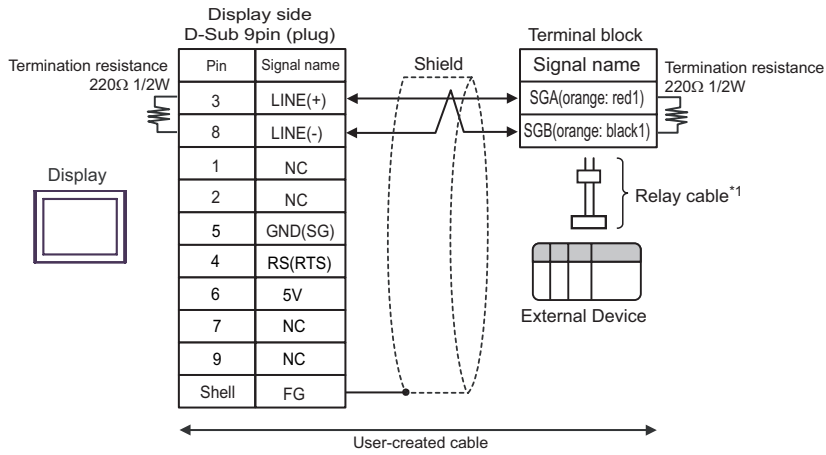 Display side
D-Sub 9pin (plug)
Terminal block
Termination resistance
220Ω 1/2W
Pin
Signal name
Shield
Signal name
Termination resistance
220Ω 1/2W
3
LINE(+)
SGA(orange: red1)
8
LINE(-)
SGB(orange: black1)
1
NC
Display
2
NC
Relay cable*1
5
GND(SG)
4
RS(RTS)
6
5V
External Device
7
NC
9
NC
Shell
FG
User-created cable